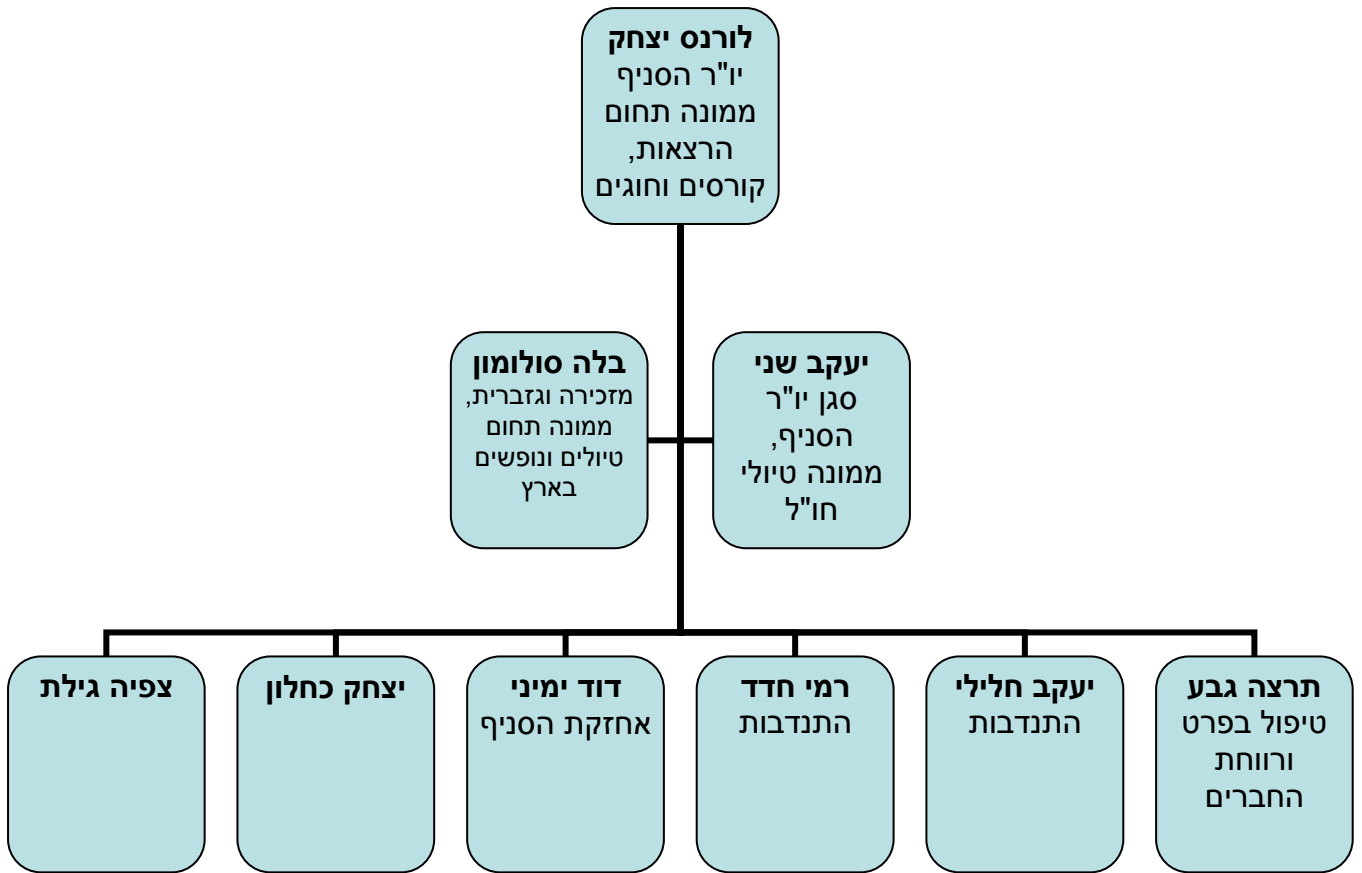 לורנס יצחק
יו"ר הסניף
ממונה תחום
הרצאות,
קורסים וחוגים
יעקב שני
סגן יו"ר
הסניף,
ממונה טיולי
חו"ל
בלה סולומון
מזכירה וגזברית,
ממונה תחום
טיולים ונופשים
בארץ
תרצה גבע
טיפול בפרט
ורווחת
החברים
יעקב חלילי
התנדבות
רמי חדד
התנדבות
דוד ימיני
אחזקת הסניף
יצחק כחלון
צפיה גילת